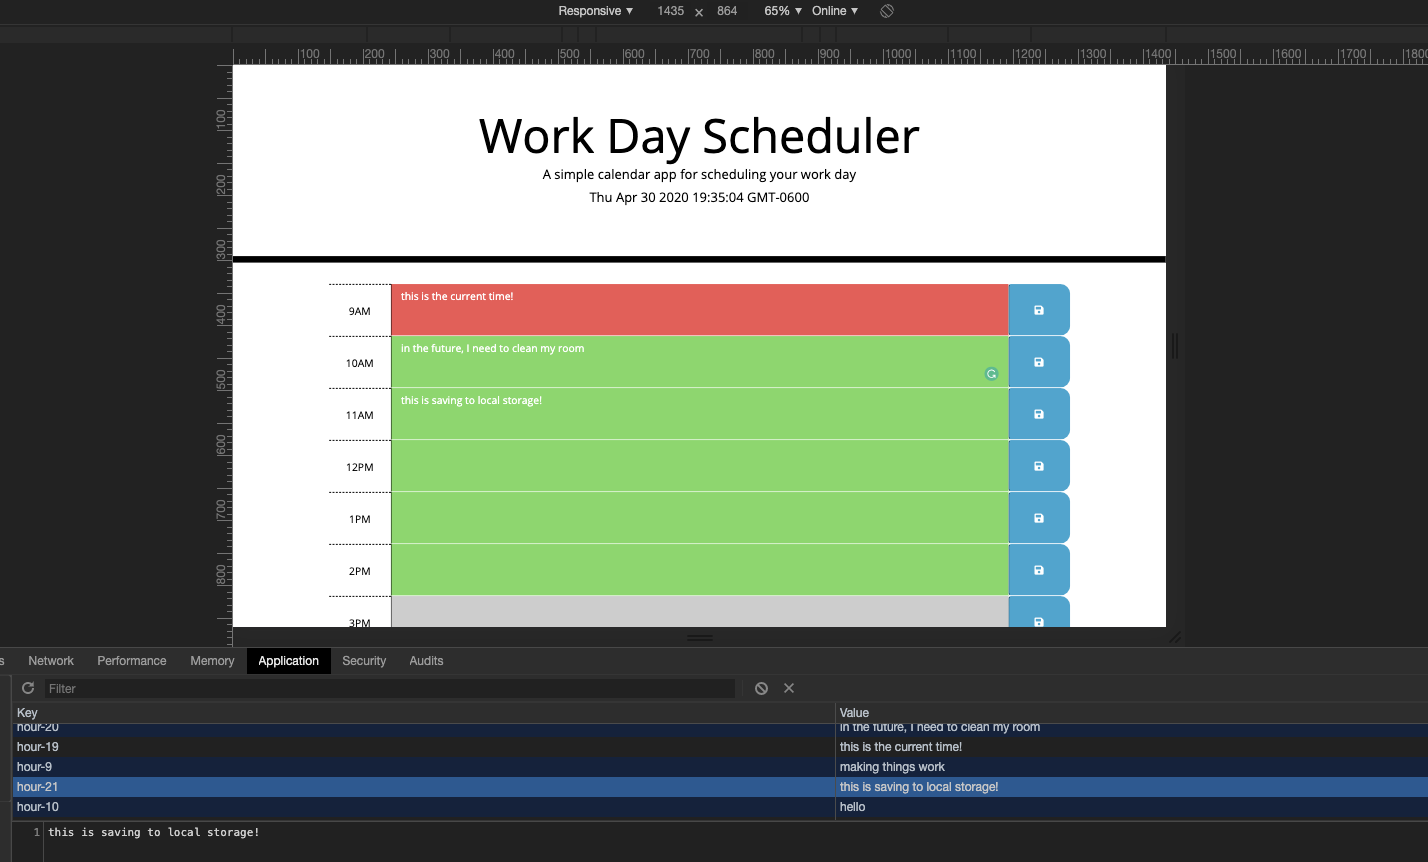 Responsive ▼ 1435 × 864 65% ▼ Online ▼
100 200 300 400 500 600 700 800 900 1000 1100 1200 1300 1400 1500 1600 1700 1800
100
200
300
400
500
600
700
800
Work Day Scheduler
A simple calendar app for scheduling your work day
Thu Apr 30 2020 19:35:04 GMT-0600
9AM this is the current time!
10AM in the future, I need to clean my room
11AM this is saving to local storage!
12PM
1PM
2PM
3PM
s Network Performance Memory Application Security Audits
Filter
Key Value
hour-20 in the future, I need to clean my room
hour-19 this is the current time!
hour-9 making things work
hour-21 this is saving to local storage!
hour-10 hello
1 this is saving to local storage!